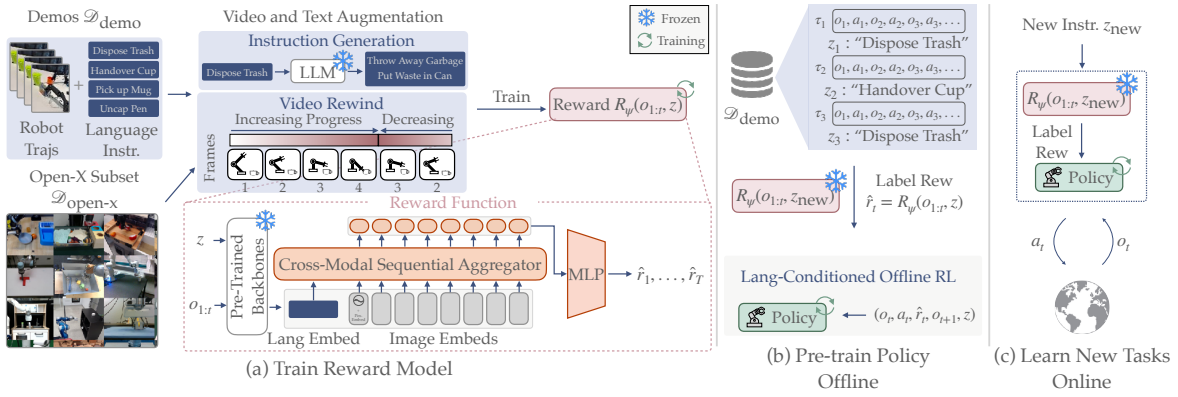 Demos 𝒟demo
Dispose Trash
Handover Cup
Pick up Mug
Uncap Pen
+
Robot Trajs
Language Instr.
Open-X Subset
𝒟open-x
Video and Text Augmentation
Instruction Generation
Dispose Trash
LLM
Throw Away Garbage
Put Waste in Can
Video Rewind
Increasing Progress
Decreasing
Frames
1 2 3 4 3 2
Train
Reward Rψ(o1:t, z)
Frozen
Training
Reward Function
z
o1:t
Pre-Trained
Backbones
Cross-Modal Sequential Aggregator
MLP
r̂1, . . . , r̂T
Lang Embed
Image Embeds
(a) Train Reward Model
𝒟demo
τ1 o1, a1, o2, a2, o3, a3, . . .
z1 : “Dispose Trash”
τ2 o1, a1, o2, a2, o3, a3, . . .
z2 : “Handover Cup”
τ3 o1, a1, o2, a2, o3, a3, . . .
z3 : “Dispose Trash”
Rψ(o1:t, znew)
Label Rew
r̂t = Rψ(o1:t, z)
Lang-Conditioned Offline RL
Policy
(ot, at, r̂t, ot+1, z)
(b) Pre-train Policy
Offline
New Instr. znew
Rψ(o1:t, znew)
Label
Rew
Policy
at
ot
(c) Learn New Tasks
Online